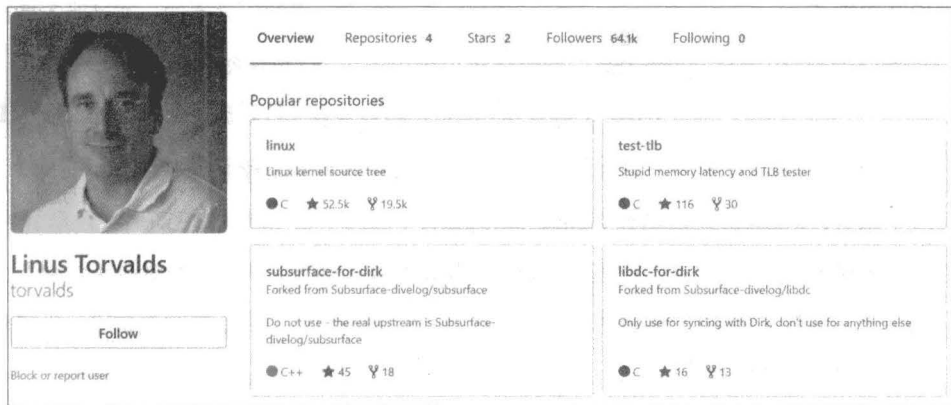 Overview Repositories 4 Stars 2 Followers 64.1k Following 0
Popular repositories
linux
Linux kernel source tree
C 52.5k 19.5k
test-tlb
Stupid memory latency and TLB tester
C 116 30
subsurface-for-dirk
Forked from Subsurface-divelog/subsurface
Do not use - the real upstream is Subsurface-
divelog/subsurface
C++ 45 18
libdc-for-dirk
Forked from Subsurface-divelog/libdc
Only use for syncing with Dirk, don't use for anything else
C 16 13
Linus Torvalds
torvalds
Follow
Block or report user